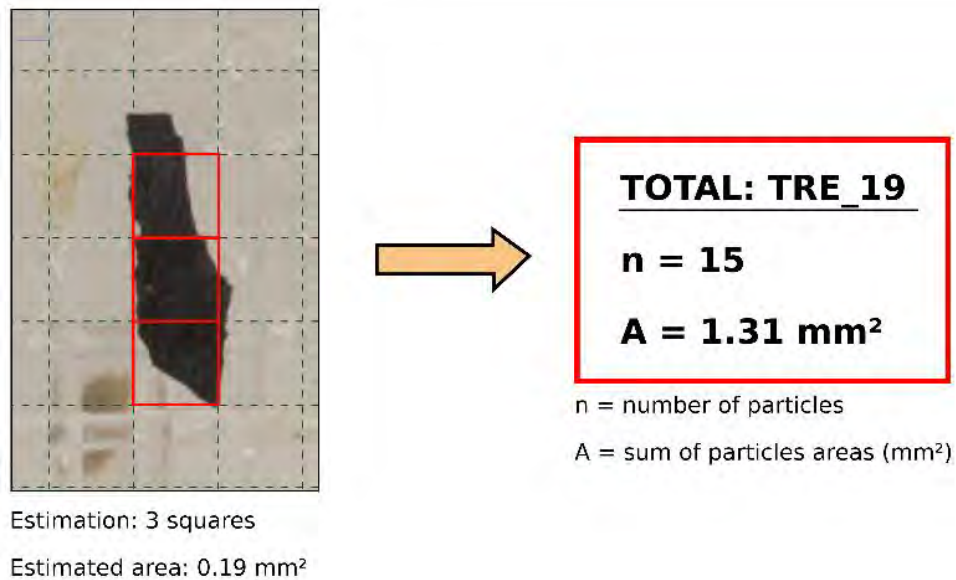 TOTAL: TRE_19
n = 15
A = 1.31 mm²
n = number of particles
A = sum of particles areas (mm²)
Estimation: 3 squares
Estimated area: 0.19 mm²